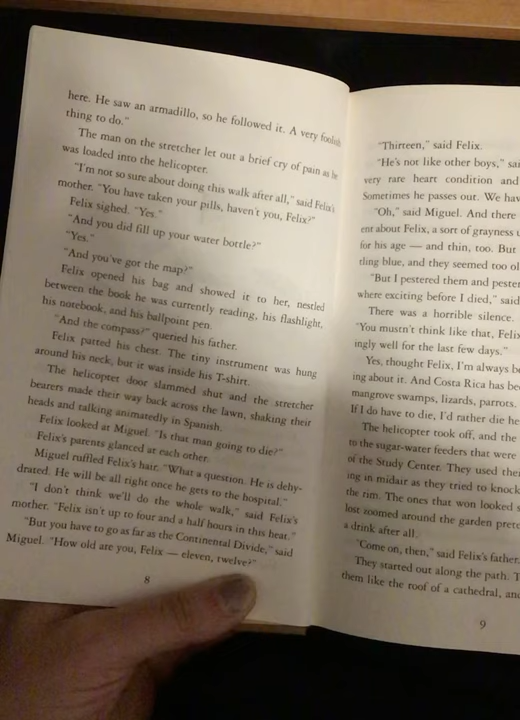 here. He saw an armadillo, so he followed it. A very foolish
thing to do."
The man on the stretcher let out a brief cry of pain as he
was loaded into the helicopter.
"I'm not so sure about doing this walk after all," said Felix's
mother. "You have taken your pills, haven't you, Felix?"
Felix sighed. "Yes."
"And you did fill up your water bottle?"
"Yes."
"And you've got the map?"
Felix opened his bag and showed it to her, nestled
between the book he was currently reading, his flashlight,
his notebook, and his ballpoint pen.
"And the compass?" queried his father.
Felix patted his chest. The tiny instrument was hung
around his neck, but it was inside his T-shirt.
The helicopter door slammed shut and the stretcher
bearers made their way back across the lawn, shaking their
heads and talking animatedly in Spanish.
Felix looked at Miguel. "Is that man going to die?"
Felix's parents glanced at each other.
Miguel ruffled Felix's hair. "What a question. He is dehy-
drated. He will be all right once he gets to the hospital."
"I don't think we'll do the whole walk," said Felix's
mother. "Felix isn't up to four and a half hours in this heat."
"But you have to go as far as the Continental Divide," said
Miguel. "How old are you, Felix — eleven, twelve?"
8
"Thirteen," said Felix.
"He's not like other boys," sai
very rare heart condition and
Sometimes he passes out. We hav
"Oh," said Miguel. And there
ent about Felix, a sort of grayness u
for his age — and thin, too. But
tling blue, and they seemed too ol
"But I pestered them and pester
where exciting before I died," said
There was a horrible silence.
"You mustn't think like that, Felix
ingly well for the last few days."
Yes, thought Felix, I'm always be
ing about it. And Costa Rica has bee
mangrove swamps, lizards, parrots.
If I do have to die, I'd rather die he
The helicopter took off, and the
to the sugar-water feeders that were
of the Study Center. They used the
ing in midair as they tried to knock
the rim. The ones that won looked s
lost zoomed around the garden prete
a drink after all.
"Come on, then," said Felix's father.
They started out along the path. T
them like the roof of a cathedral, and
9